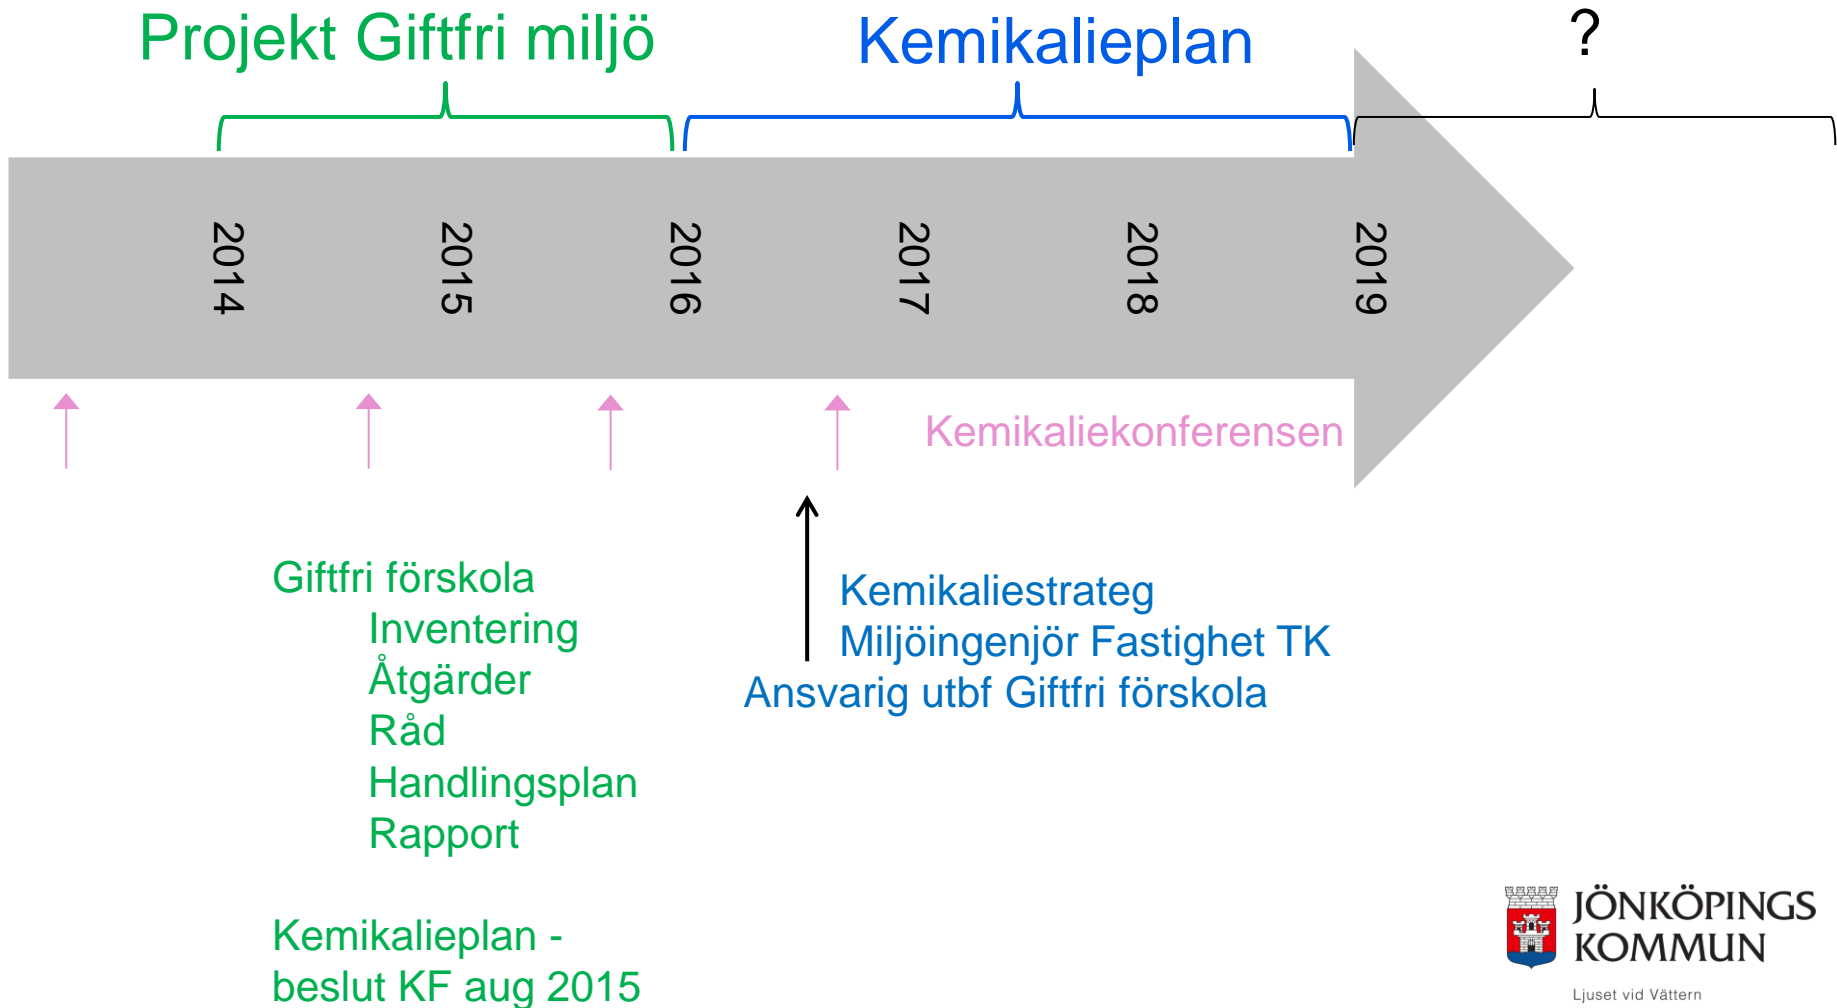 Projekt Giftfri miljö
Kemikalieplan
?
2014
2015
2016
2017
2018
2019
Kemikaliekonferensen
Giftfri förskola
Inventering
Åtgärder
Råd
Handlingsplan
Rapport
Kemikalieplan -
beslut KF aug 2015
Kemikaliestrateg
Miljöingenjör Fastighet TK
Ansvarig utbf Giftfri förskola
JÖNKÖPINGS
KOMMUN
Ljuset vid Vättern